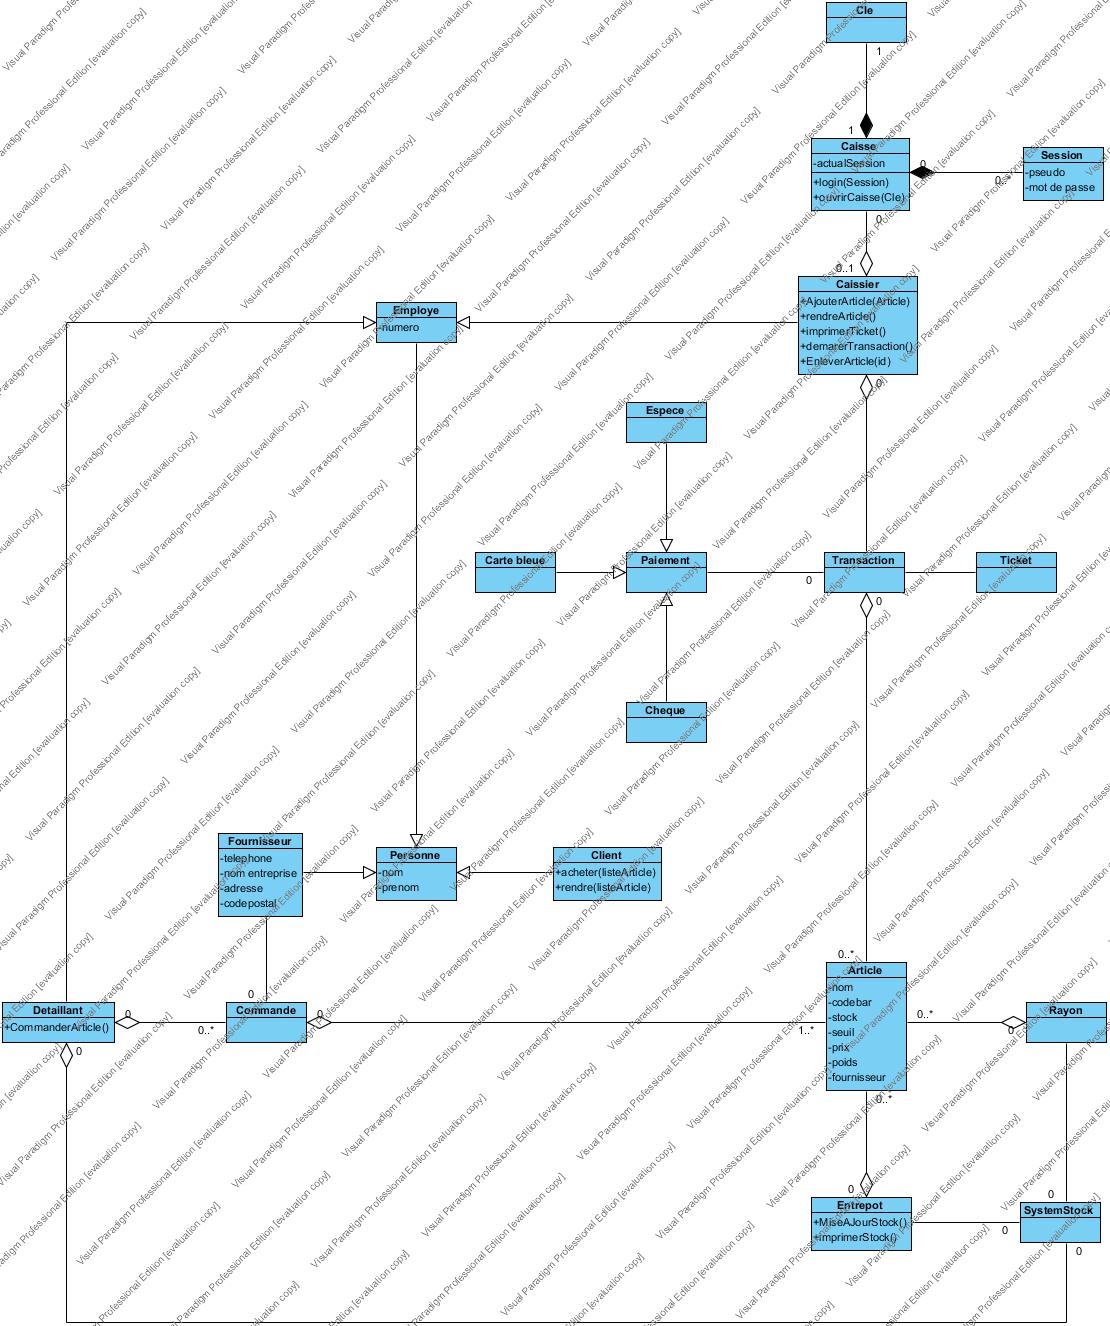 Cle
1
1
Caisse
-actualSession
+login(Session)
+ouvrirCaisse(Cle)
0
0..*
Session
-pseudo
-mot de passe
0
0..1
Caissier
+AjouterArticle(Article)
+rendreArticle()
+imprimerTicket()
+demanderTransaction()
+EnleverArticle(id)
0
Employe
-numero
Espece
Carte bleue
Paiement
0
Transaction
Ticket
0
Cheque
Fournisseur
-telephone
-nom entreprise
-adresse
-codepostal
Personne
-nom
-prenom
Client
+acheter(listeArticle)
+rendre(listeArticle)
0..*
Article
-nom
-codebar
-stock
-seuil
-prix
-poids
-fournisseur
0
Detaillant
+CommanderArticle()
0
0..*
Commande
0
1..*
0..*
0
Rayon
0
0..*
0
Entrepot
+MiseAJourStock()
+imprimerStock()
0
0
SystemStock
0
Visual Paradigm Professional Edition [evaluation copy]